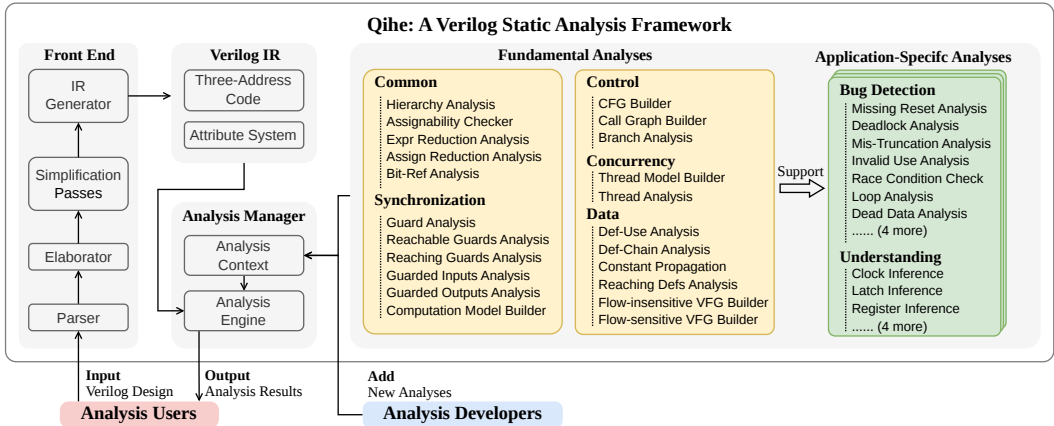 Qihe: A Verilog Static Analysis Framework
Front End
IR
Generator
Simplification
Passes
Elaborator
Parser
Verilog IR
Three-Address
Code
Attribute System
Analysis Manager
Analysis
Context
Analysis
Engine
Fundamental Analyses
Common
Hierarchy Analysis
Assignability Checker
Expr Reduction Analysis
Assign Reduction Analysis
Bit-Ref Analysis
Synchronization
Guard Analysis
Reachable Guards Analysis
Reaching Guards Analysis
Guarded Inputs Analysis
Guarded Outputs Analysis
Computation Model Builder
Control
CFG Builder
Call Graph Builder
Branch Analysis
Concurrency
Thread Model Builder
Thread Analysis
Data
Def-Use Analysis
Def-Chain Analysis
Constant Propagation
Reaching Defs Analysis
Flow-insensitive VFG Builder
Flow-sensitive VFG Builder
Support
Application-Specifc Analyses
Bug Detection
Missing Reset Analysis
Deadlock Analysis
Mis-Truncation Analysis
Invalid Use Analysis
Race Condition Check
Loop Analysis
Dead Data Analysis
...... (4 more)
Understanding
Clock Inference
Latch Inference
Register Inference
...... (4 more)
Input
Verilog Design
Output
Analysis Results
Add
New Analyses
Analysis Users
Analysis Developers